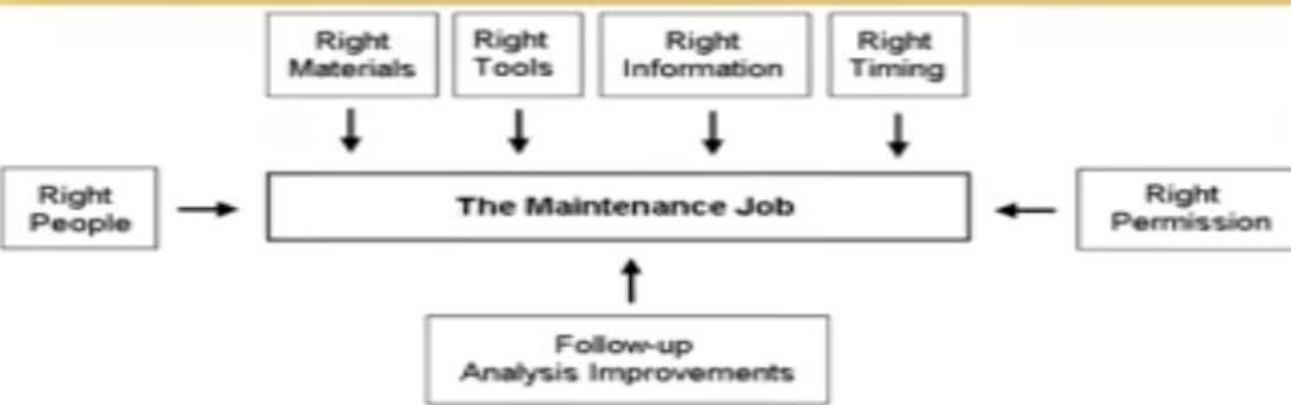 Right
Materials
Right
Tools
Right
Information
Right
Timing
Right
People
The Maintenance Job
Right
Permission
Follow-up
Analysis Improvements